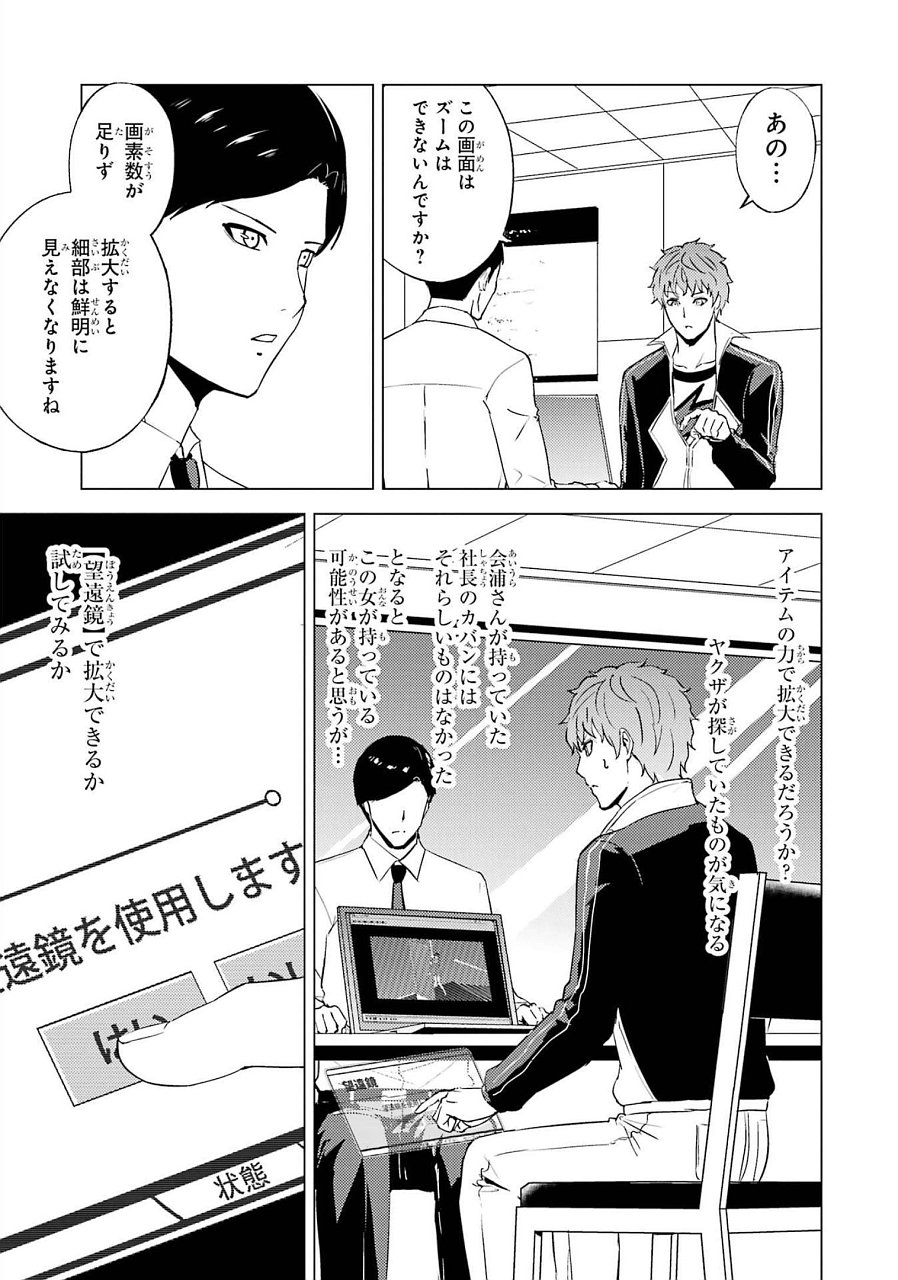 あの…
この画面は
ズームは
できないんですか?
画素数が
足りず
拡大すると
細部は鮮明に
見えなくなりますね
アイテムの力で拡大できるだろうか?
ヤクザが探していたものが気になる
会浦さんが持っていた
社長のカバンには
それらしいものはなかった
となると
この女が持っている
可能性があると思うが…
望遠鏡
【望遠鏡】で拡大できるか
試してみるか
遠鏡を使用します
はい
状態